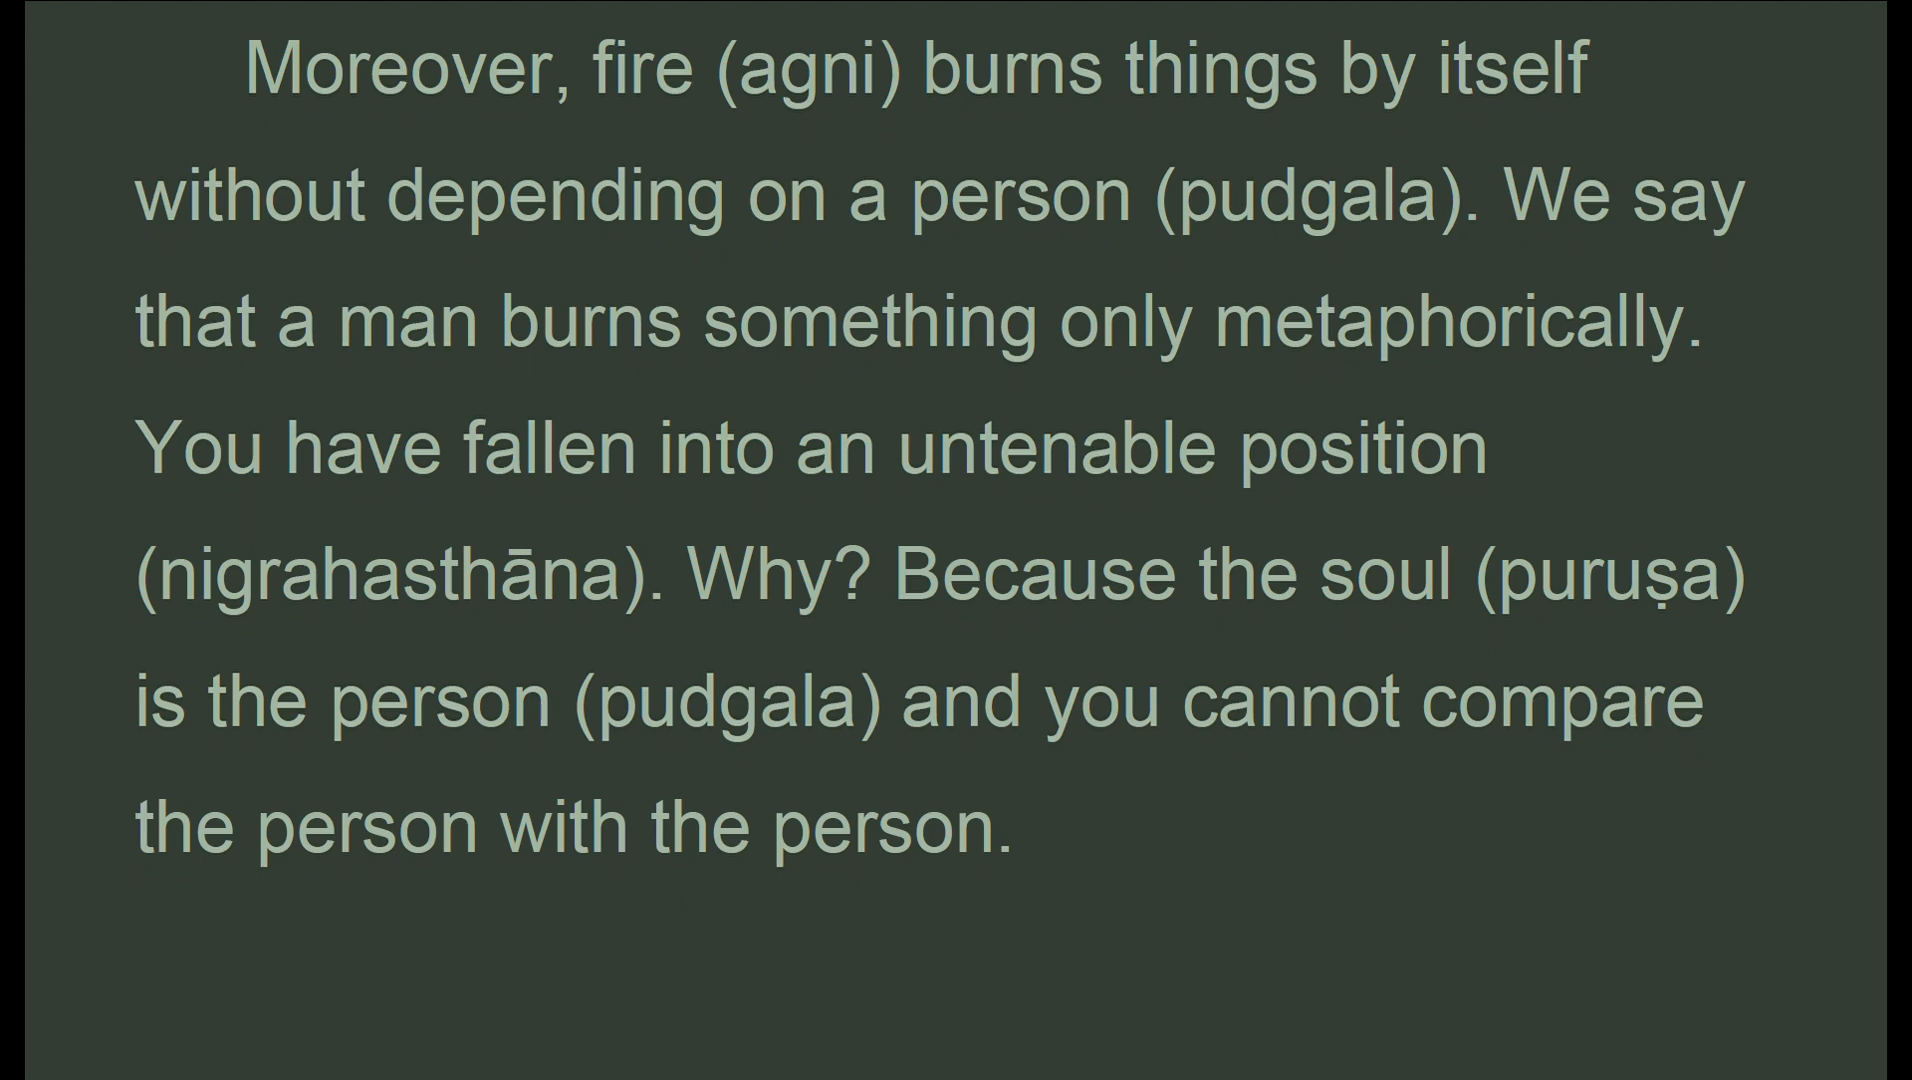 Moreover, fire (agni) burns things by itself
without depending on a person (pudgala). We say
that a man burns something only metaphorically.
You have fallen into an untenable position
(nigrahasthāna). Why? Because the soul (puruṣa)
is the person (pudgala) and you cannot compare
the person with the person.